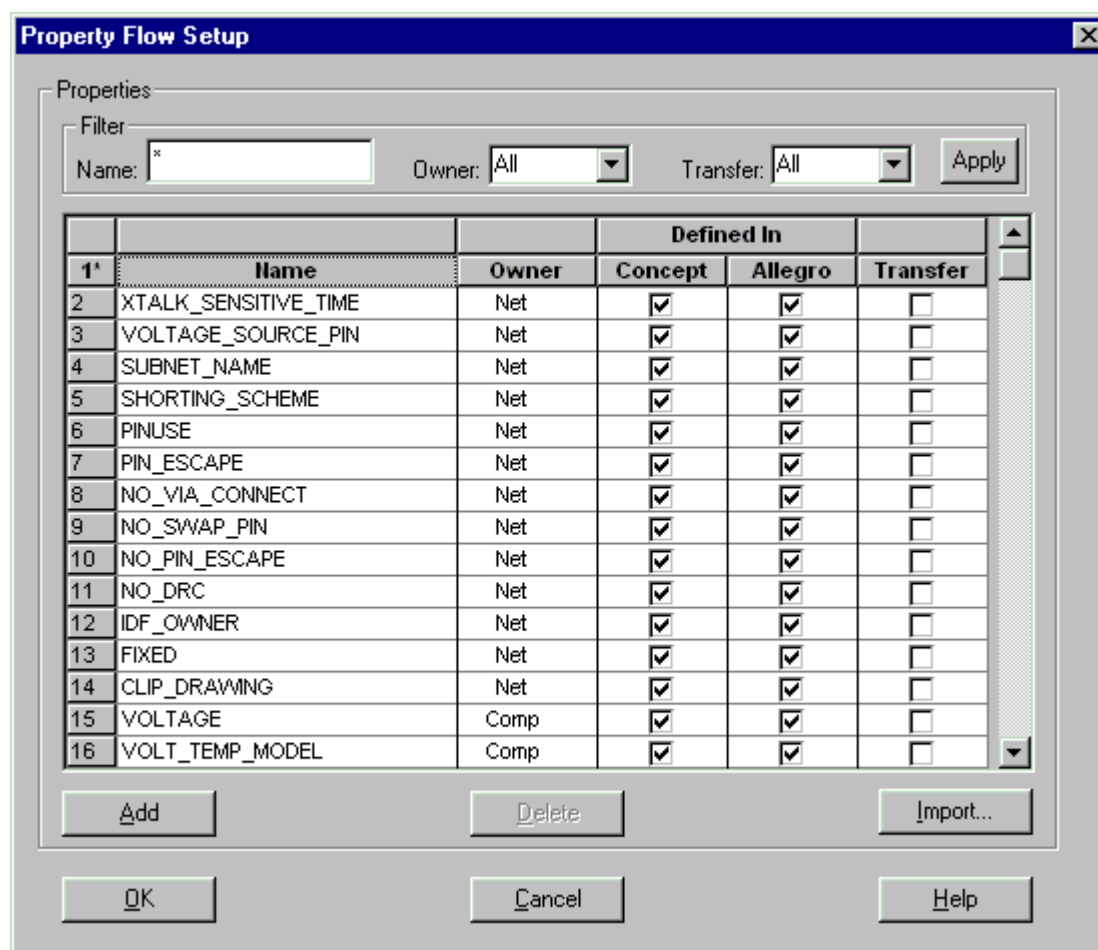 Property Flow Setup
Properties
Filter
Name: * Owner: All Transfer: All Apply
Defined In
1* Name Owner Concept Allegro Transfer
2 XTALK_SENSITIVE_TIME Net
3 VOLTAGE_SOURCE_PIN Net
4 SUBNET_NAME Net
5 SHORTING_SCHEME Net
6 PINUSE Net
7 PIN_ESCAPE Net
8 NO_VIA_CONNECT Net
9 NO_SWAP_PIN Net
10 NO_PIN_ESCAPE Net
11 NO_DRC Net
12 IDF_OWNER Net
13 FIXED Net
14 CLIP_DRAWING Net
15 VOLTAGE Comp
16 VOLT_TEMP_MODEL Comp
Add Delete Import...
OK Cancel Help